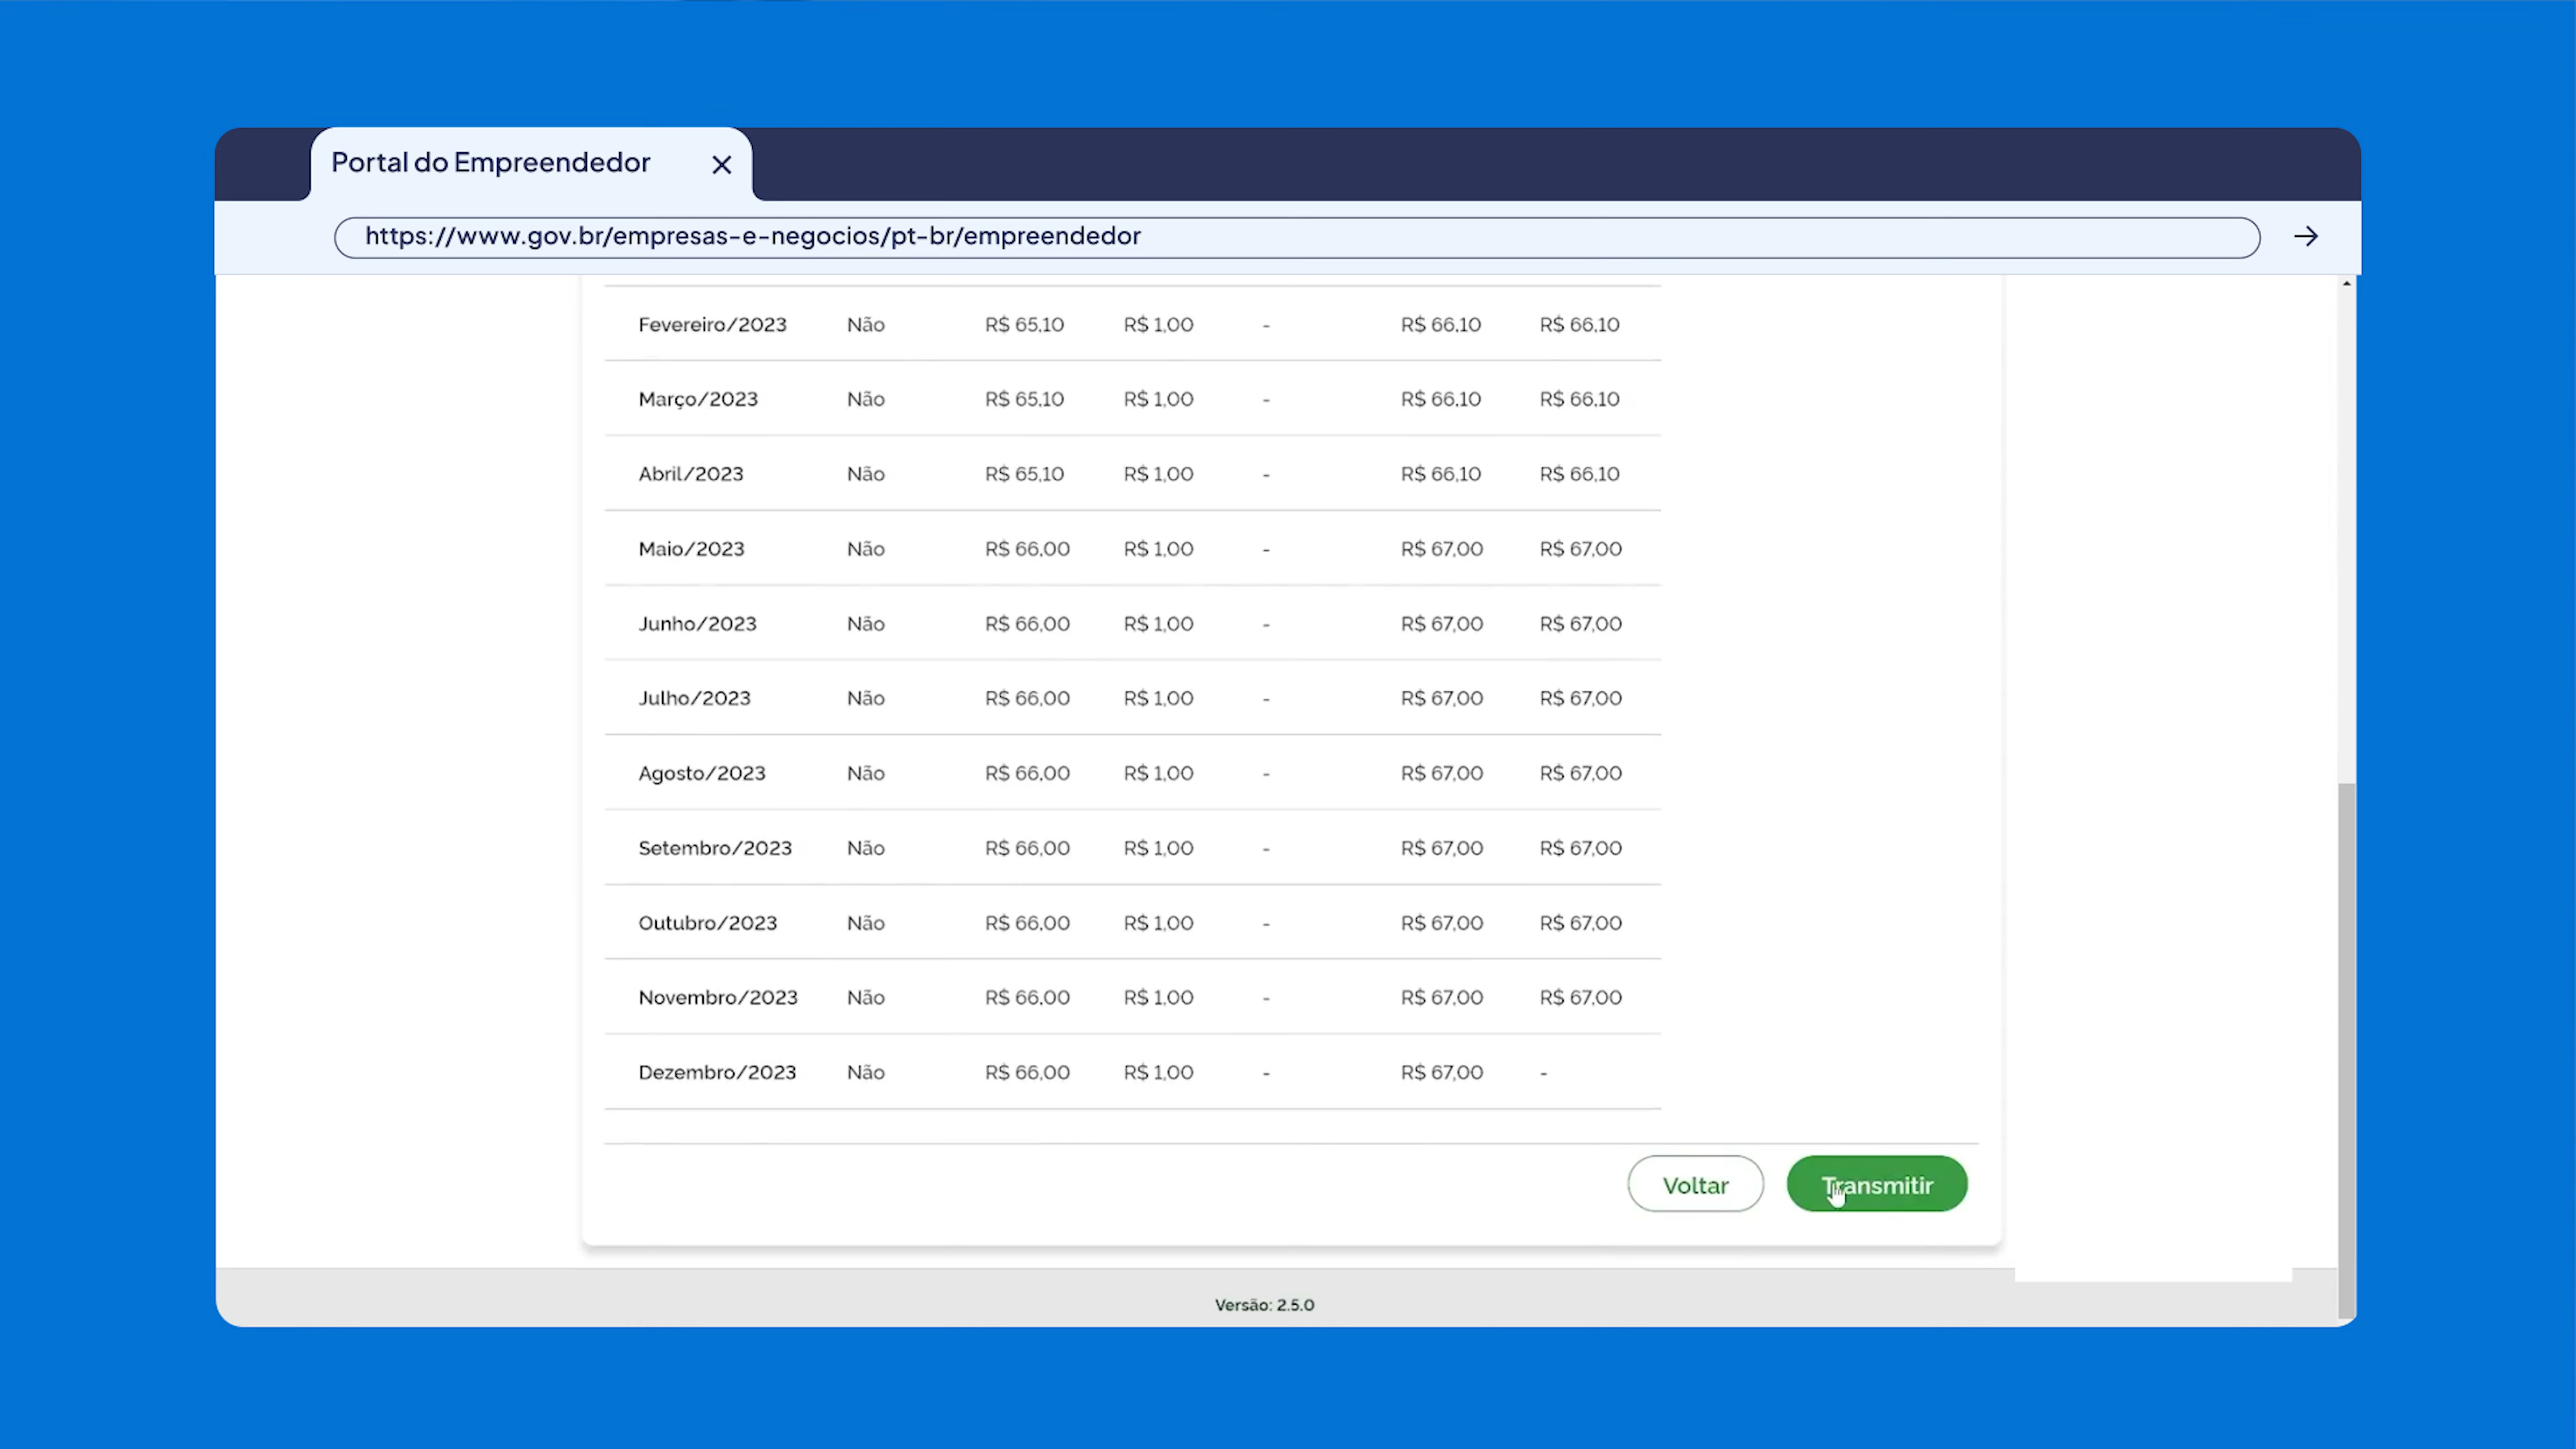 Portal do Empreendedor
https://www.gov.br/empresas-e-negocios/pt-br/empreendedor
Fevereiro/2023 Não R$ 65,10 R$ 1,00 - R$ 66,10 R$ 66,10
Março/2023 Não R$ 65,10 R$ 1,00 - R$ 66,10 R$ 66,10
Abril/2023 Não R$ 65,10 R$ 1,00 - R$ 66,10 R$ 66,10
Maio/2023 Não R$ 66,00 R$ 1,00 - R$ 67,00 R$ 67,00
Junho/2023 Não R$ 66,00 R$ 1,00 - R$ 67,00 R$ 67,00
Julho/2023 Não R$ 66,00 R$ 1,00 - R$ 67,00 R$ 67,00
Agosto/2023 Não R$ 66,00 R$ 1,00 - R$ 67,00 R$ 67,00
Setembro/2023 Não R$ 66,00 R$ 1,00 - R$ 67,00 R$ 67,00
Outubro/2023 Não R$ 66,00 R$ 1,00 - R$ 67,00 R$ 67,00
Novembro/2023 Não R$ 66,00 R$ 1,00 - R$ 67,00 R$ 67,00
Dezembro/2023 Não R$ 66,00 R$ 1,00 - R$ 67,00 -
Voltar Transmitir
Versão: 2.5.0